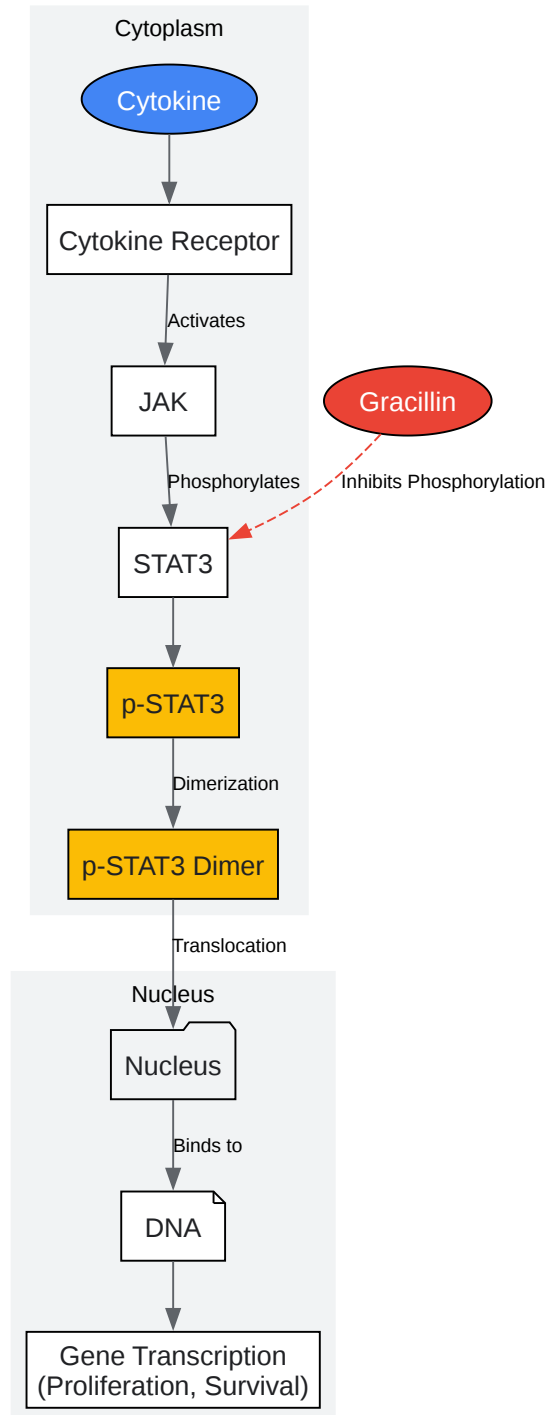 Cytoplasm
Cytokine
Cytokine Receptor
Activates
JAK
Gracillin
Phosphorylates
Inhibits Phosphorylation
STAT3
p-STAT3
Dimerization
p-STAT3 Dimer
Translocation
Nucleus
Nucleus
Binds to
DNA
Gene Transcription
(Proliferation, Survival)